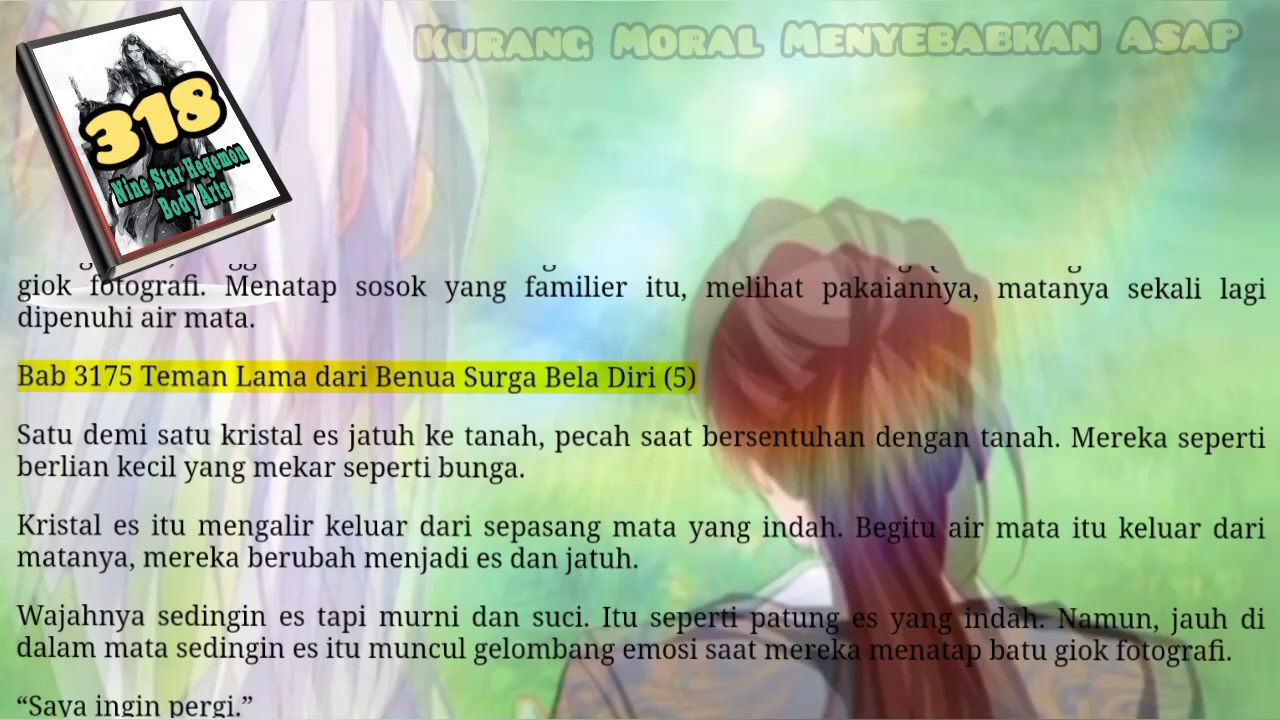 Kurang Moral Menyebabkan Asap
318
Nine Star Hegemon
Body Arts
giok fotografi. Menatap sosok yang familier itu, melihat pakaiannya, matanya sekali lagi
dipenuhi air mata.
Bab 3175 Teman Lama dari Benua Surga Bela Diri (5)
Satu demi satu kristal es jatuh ke tanah, pecah saat bersentuhan dengan tanah. Mereka seperti
berlian kecil yang mekar seperti bunga.
Kristal es itu mengalir keluar dari sepasang mata yang indah. Begitu air mata itu keluar dari
matanya, mereka berubah menjadi es dan jatuh.
Wajahnya sedingin es tapi murni dan suci. Itu seperti patung es yang indah. Namun, jauh di
dalam mata sedingin es itu muncul gelombang emosi saat mereka menatap batu giok fotografi.
“Saya ingin pergi.”